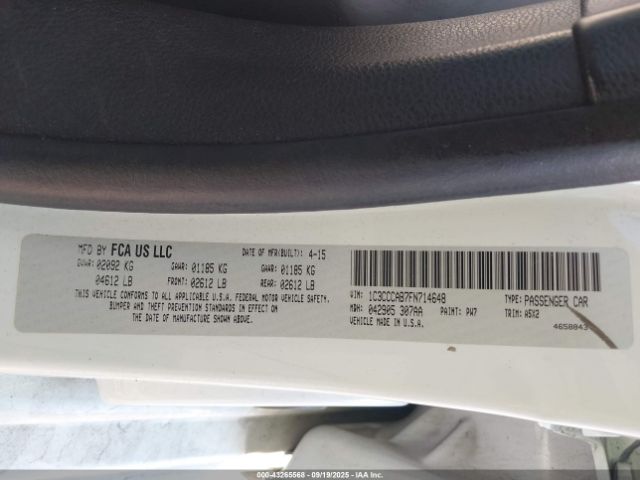 MFD BY FCA US LLC DATE OF MFR(BUILT): 4-15
GVWR: 02092 KG GAWR: 01185 KG GAWR: 01185 KG
04612 LB FRONT: 02612 LB REAR: 02612 LB
THIS VEHICLE CONFORMS TO ALL APPLICABLE U.S.A. FEDERAL MOTOR VEHICLE SAFETY,
BUMPER AND THEFT PREVENTION STANDARDS IN EFFECT ON
THE DATE OF MANUFACTURE SHOWN ABOVE.
VIN: 1C3CCCAB7FN714648 TYPE: PASSENGER CAR
MDH: 042905 307AA PAINT: PW7 TRIM: A5X2
VEHICLE MADE IN U.S.A. 4658843
00-43265568 - 09/19/2025 - © IAA Inc.